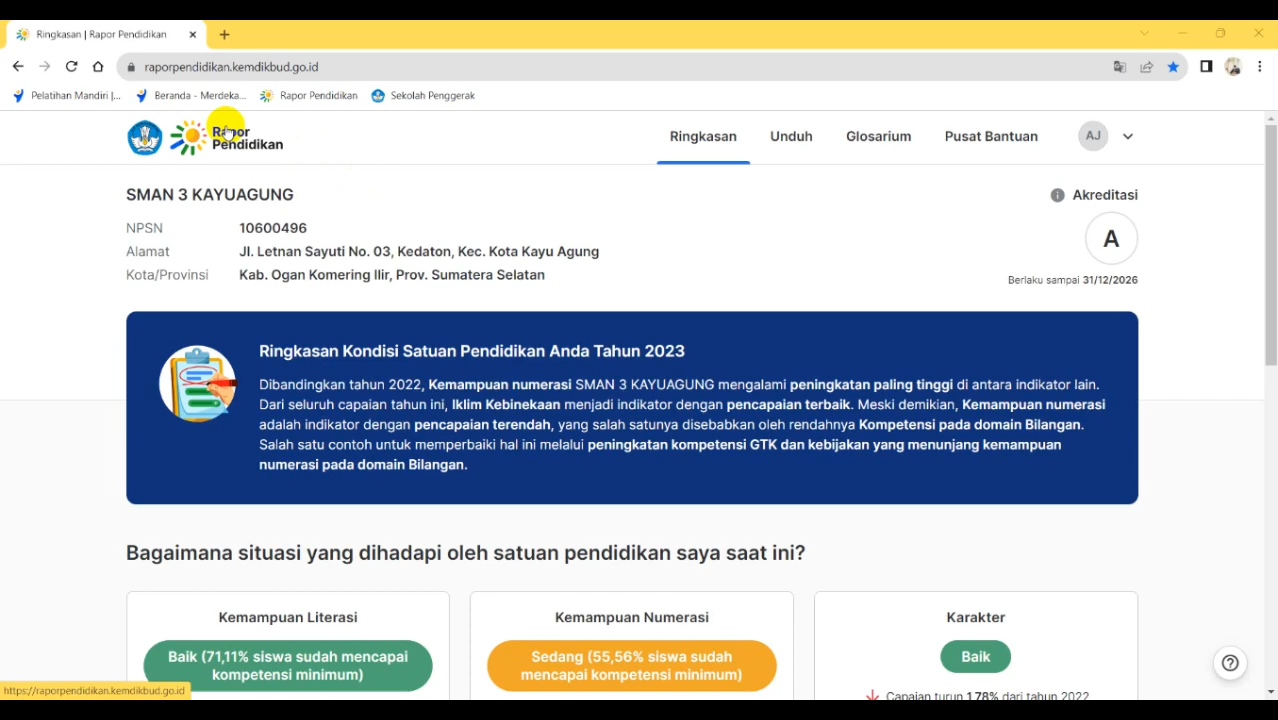 Ringkasan | Rapor Pendidikan
raporpendidikan.kemdikbud.go.id
Pelatihan Mandiri |... Beranda - Merdeka... Rapor Pendidikan Sekolah Penggerak
Rapor
Pendidikan
Ringkasan Unduh Glosarium Pusat Bantuan AJ
SMAN 3 KAYUAGUNG
Akreditasi
NPSN 10600496
A
Alamat Jl. Letnan Sayuti No. 03, Kedaton, Kec. Kota Kayu Agung
Kota/Provinsi Kab. Ogan Komering Ilir, Prov. Sumatera Selatan
Berlaku sampai 31/12/2026
Ringkasan Kondisi Satuan Pendidikan Anda Tahun 2023
Dibandingkan tahun 2022, Kemampuan numerasi SMAN 3 KAYUAGUNG mengalami peningkatan paling tinggi di antara indikator lain.
Dari seluruh capaian tahun ini, Iklim Kebinekaan menjadi indikator dengan pencapaian terbaik. Meski demikian, Kemampuan numerasi
adalah indikator dengan pencapaian terendah, yang salah satunya disebabkan oleh rendahnya Kompetensi pada domain Bilangan.
Salah satu contoh untuk memperbaiki hal ini melalui peningkatan kompetensi GTK dan kebijakan yang menunjang kemampuan
numerasi pada domain Bilangan.
Bagaimana situasi yang dihadapi oleh satuan pendidikan saya saat ini?
Kemampuan Literasi
Baik (71,11% siswa sudah mencapai
kompetensi minimum)
Kemampuan Numerasi
Sedang (55,56% siswa sudah
mencapai kompetensi minimum)
Karakter
Baik
Capaian turun 1,78% dari tahun 2022
https://raporpendidikan.kemdikbud.go.id